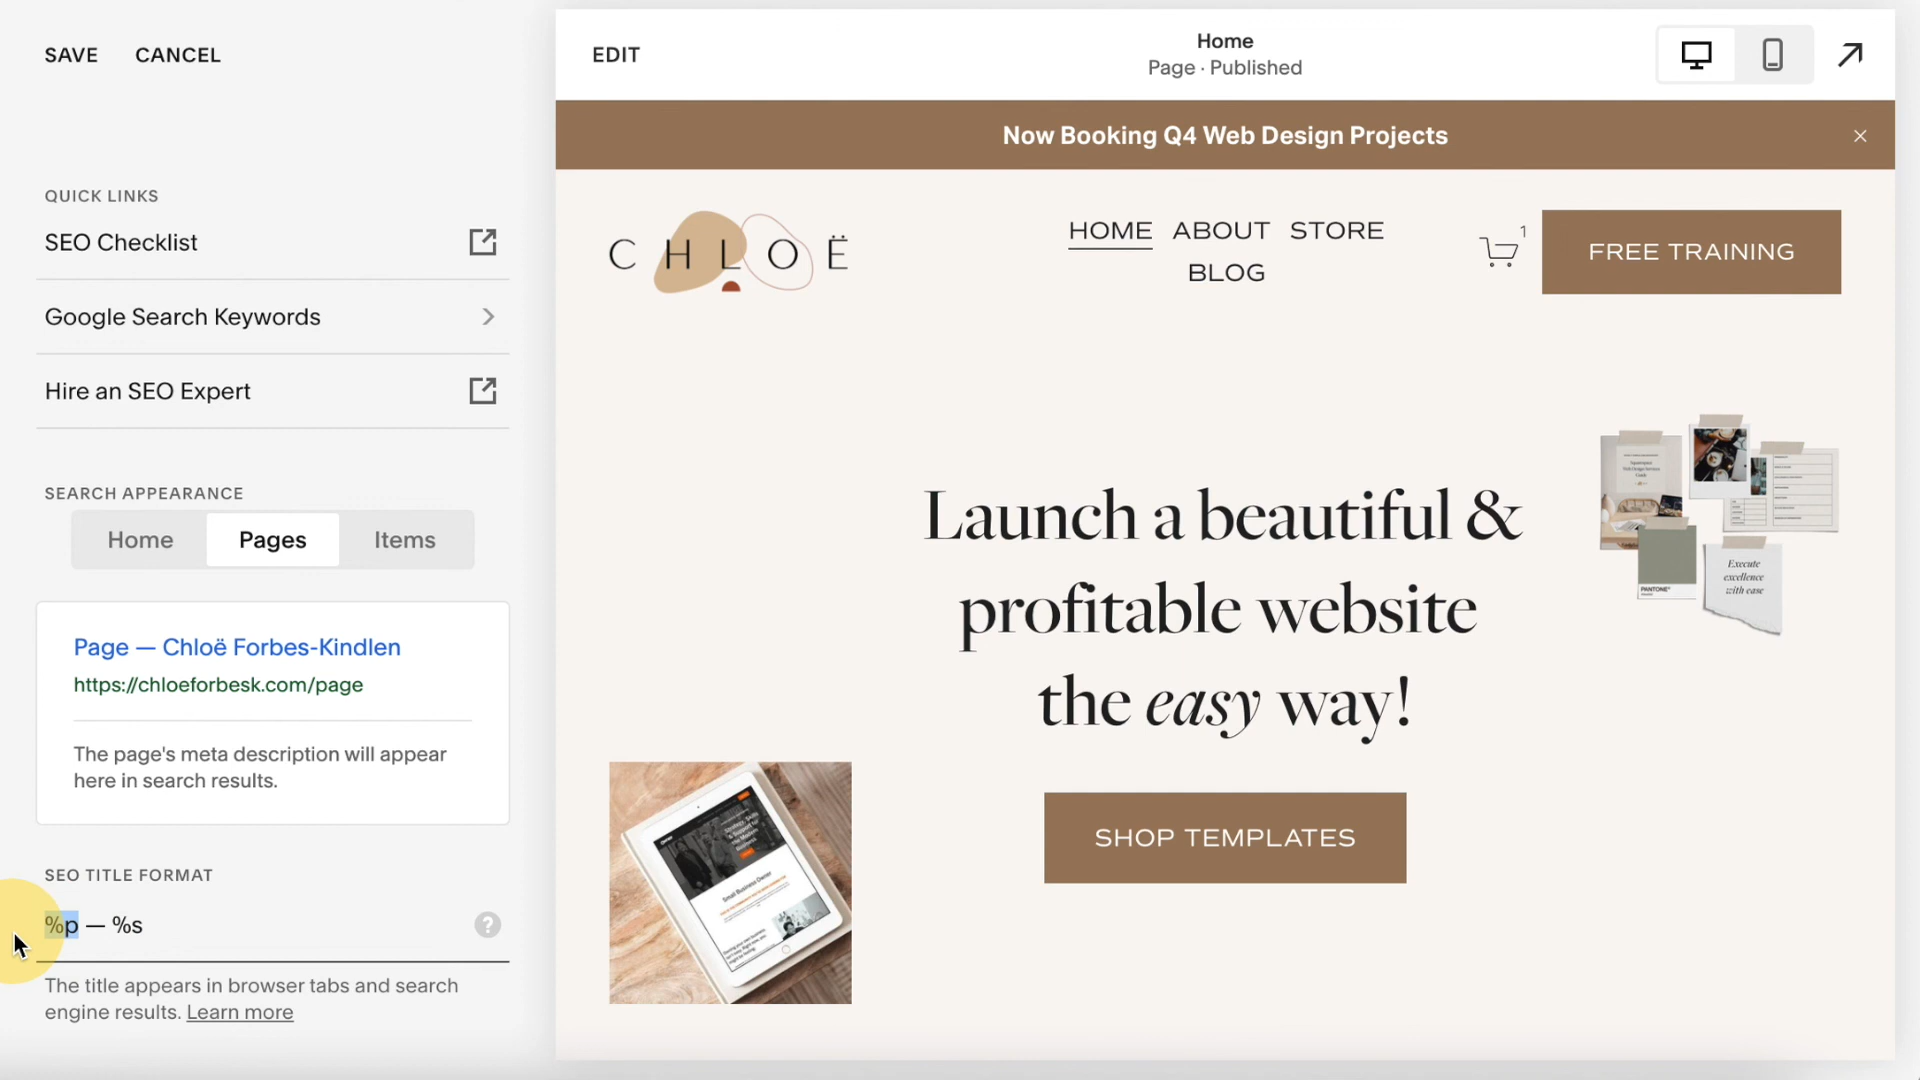 SAVE
CANCEL
QUICK LINKS
SEO Checklist
Google Search Keywords
Hire an SEO Expert
SEARCH APPEARANCE
Home
Pages
Items
Page — Chloë Forbes-Kindlen
https://chloeforbesk.com/page
The page's meta description will appear
here in search results.
SEO TITLE FORMAT
%p — %s
?
The title appears in browser tabs and search
engine results. Learn more
EDIT
Home
Page · Published
Now Booking Q4 Web Design Projects
CHLOË
HOME ABOUT STORE
BLOG
1
FREE TRAINING
Launch a beautiful &
profitable website
the easy way!
PANTONE®
Execute
excellence
with ease
Small Business Owner
SHOP TEMPLATES